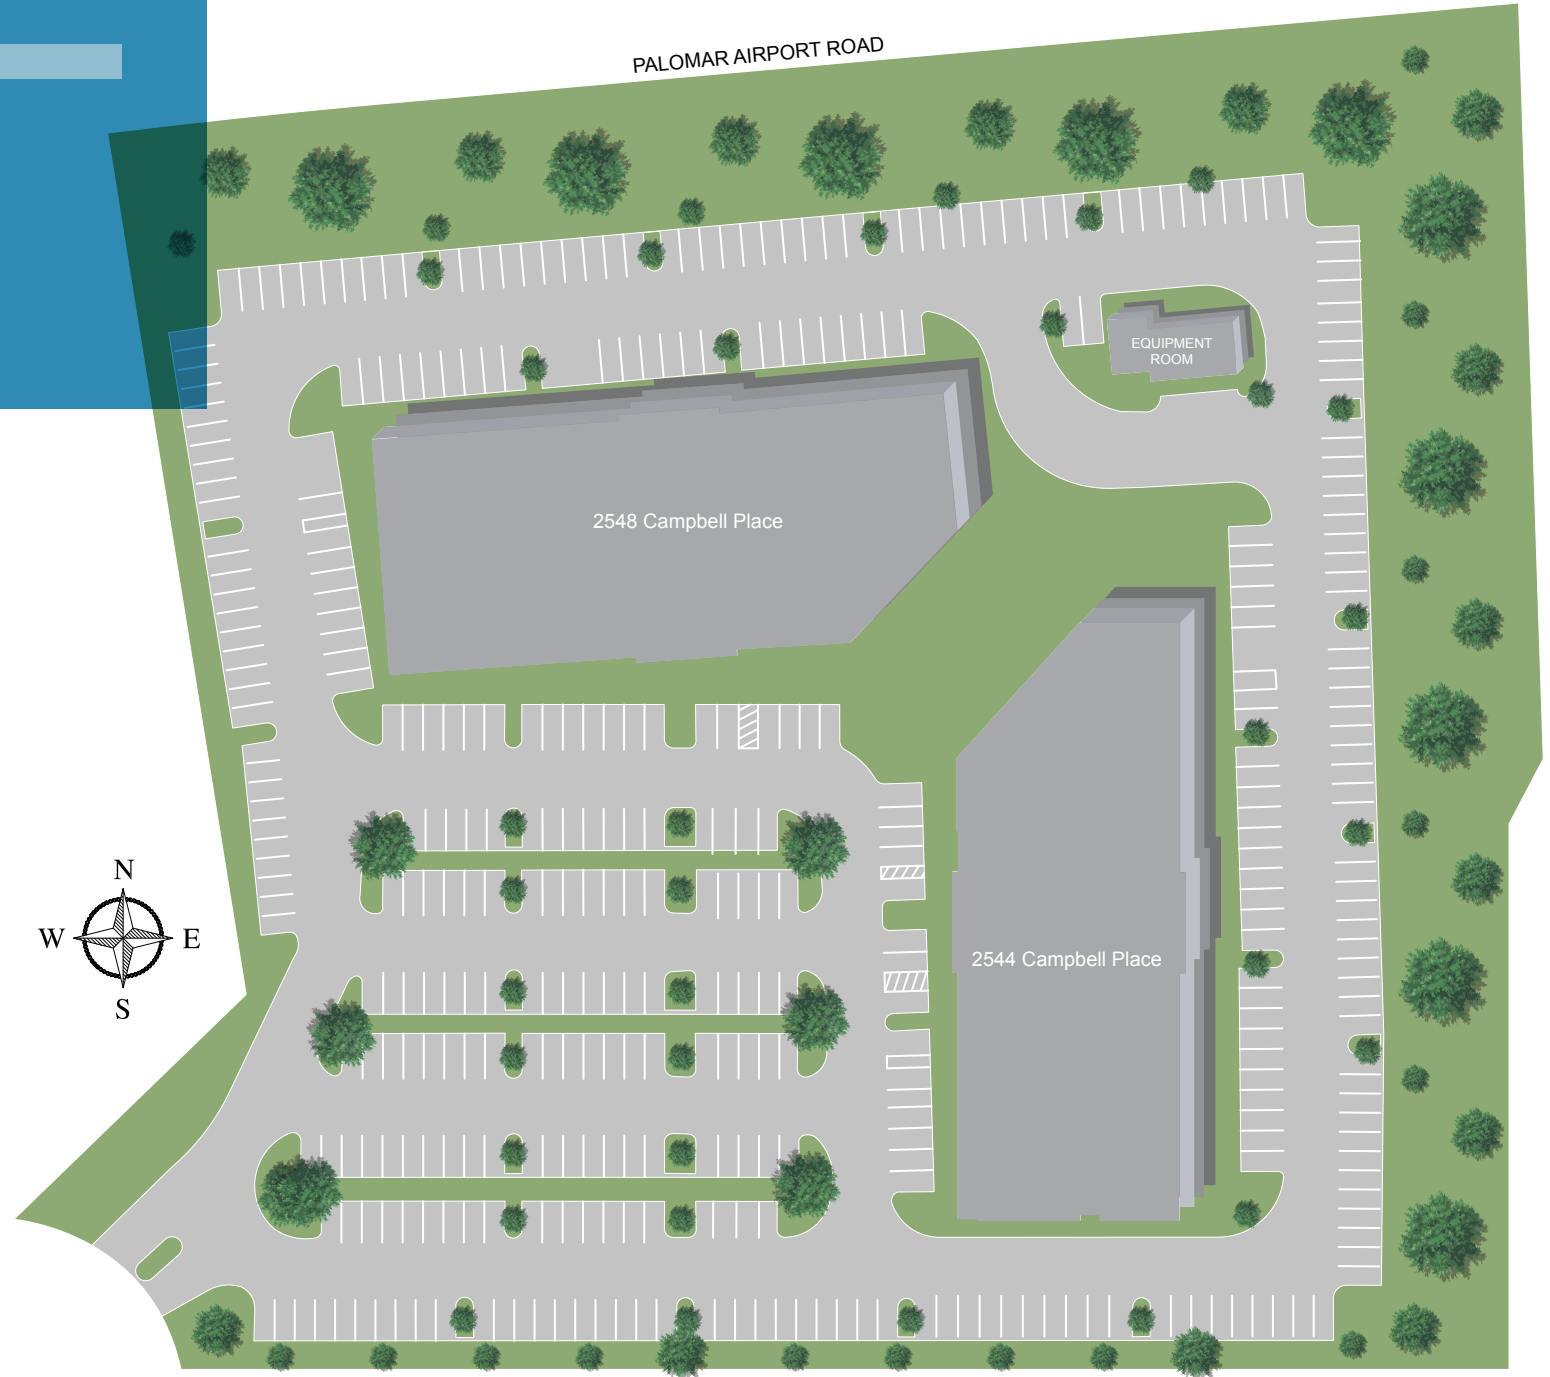 PALOMAR AIRPORT ROAD
EQUIPMENT
ROOM
2548 Campbell Place
N
W
E
S
2544 Campbell Place